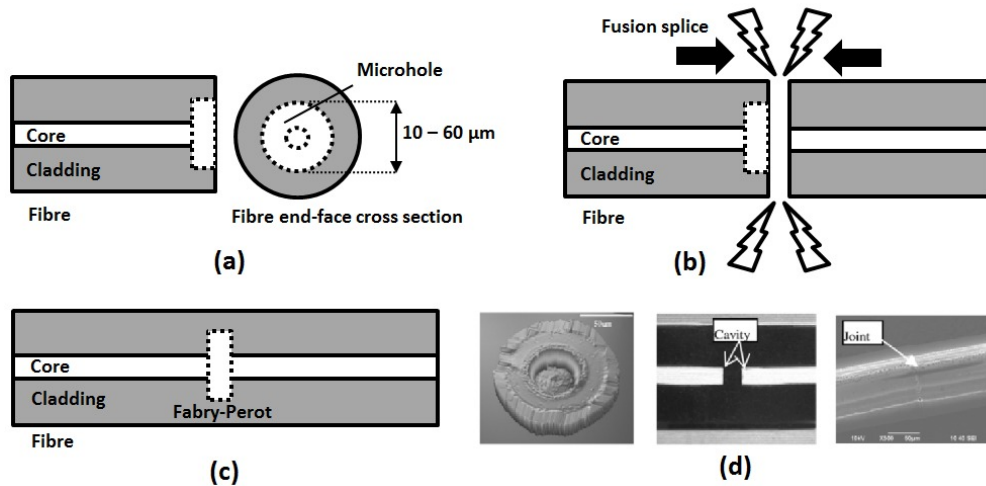 Microhole
Core
Cladding
10 – 60 μm
Fibre
Fibre end-face cross section
(a)
Fusion splice
Core
Cladding
Fibre
(b)
Core
Cladding
Fabry-Perot
Fibre
(c)
50um
Cavity
Joint
(d)